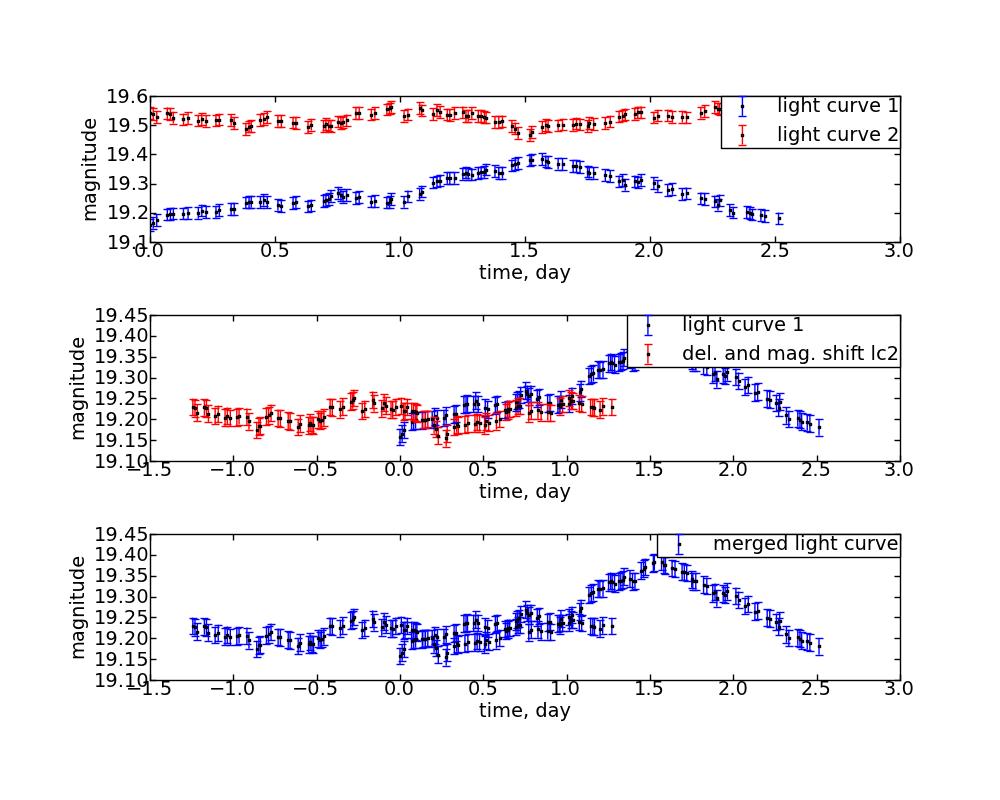 19.6
light curve 1
19.5
light curve 2
19.4
19.3
19.2
19.1
magnitude
0.0 0.5 1.0 1.5 2.0 2.5 3.0
time, day
19.45
light curve 1
19.40
del. and mag. shift lc2
19.35
19.30
19.25
19.20
19.15
19.10
magnitude
−1.5 −1.0 −0.5 0.0 0.5 1.0 1.5 2.0 2.5 3.0
time, day
19.45
merged light curve
19.40
19.35
19.30
19.25
19.20
19.15
19.10
magnitude
−1.5 −1.0 −0.5 0.0 0.5 1.0 1.5 2.0 2.5 3.0
time, day